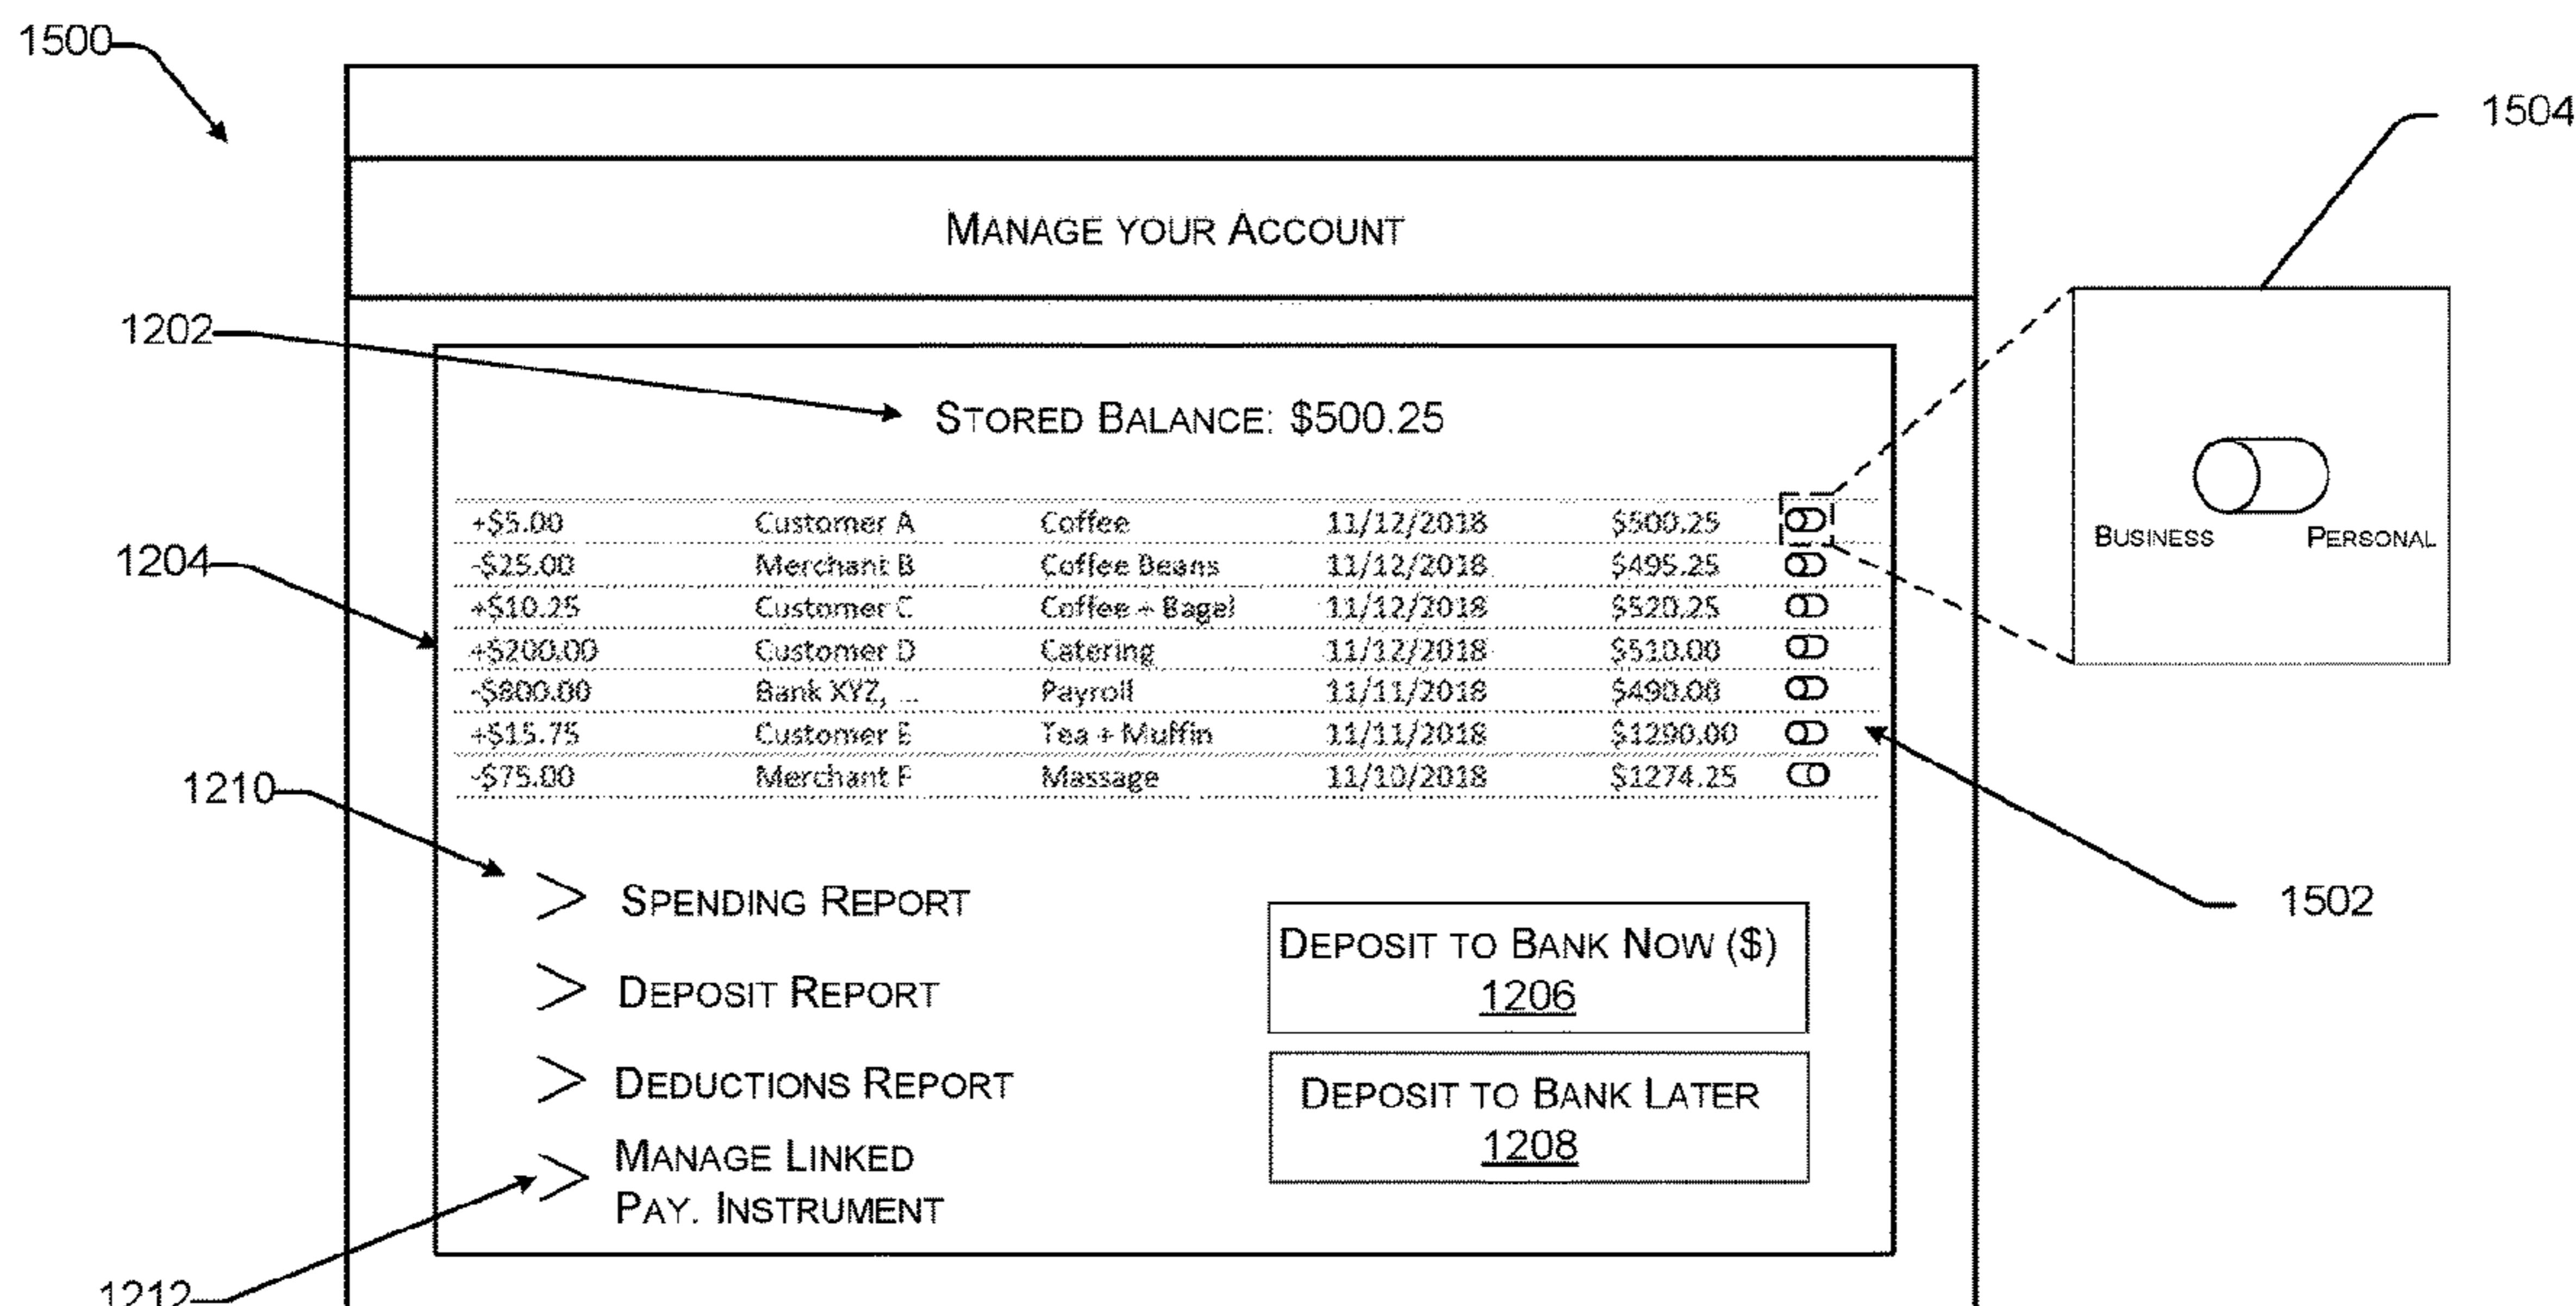 1500
1504
MANAGE YOUR ACCOUNT
1202
STORED BALANCE: $500.25
+$5.00 Customer A Coffee 11/12/2018 $500.25
-$25.00 Merchant B Coffee Beans 11/12/2018 $495.25
+$10.25 Customer C Coffee + Bagel 11/12/2018 $520.25
+$200.00 Customer D Catering 11/12/2018 $510.00
-$800.00 Bank XYZ, ... Payroll 11/11/2018 $490.00
+$15.75 Customer E Tea + Muffin 11/11/2018 $1290.00
-$75.00 Merchant F Massage 11/10/2018 $1274.25
BUSINESS PERSONAL
1204
1210
1502
SPENDING REPORT
DEPOSIT REPORT
DEDUCTIONS REPORT
MANAGE LINKED
PAY. INSTRUMENT
DEPOSIT TO BANK NOW ($)
1206
DEPOSIT TO BANK LATER
1208
1212